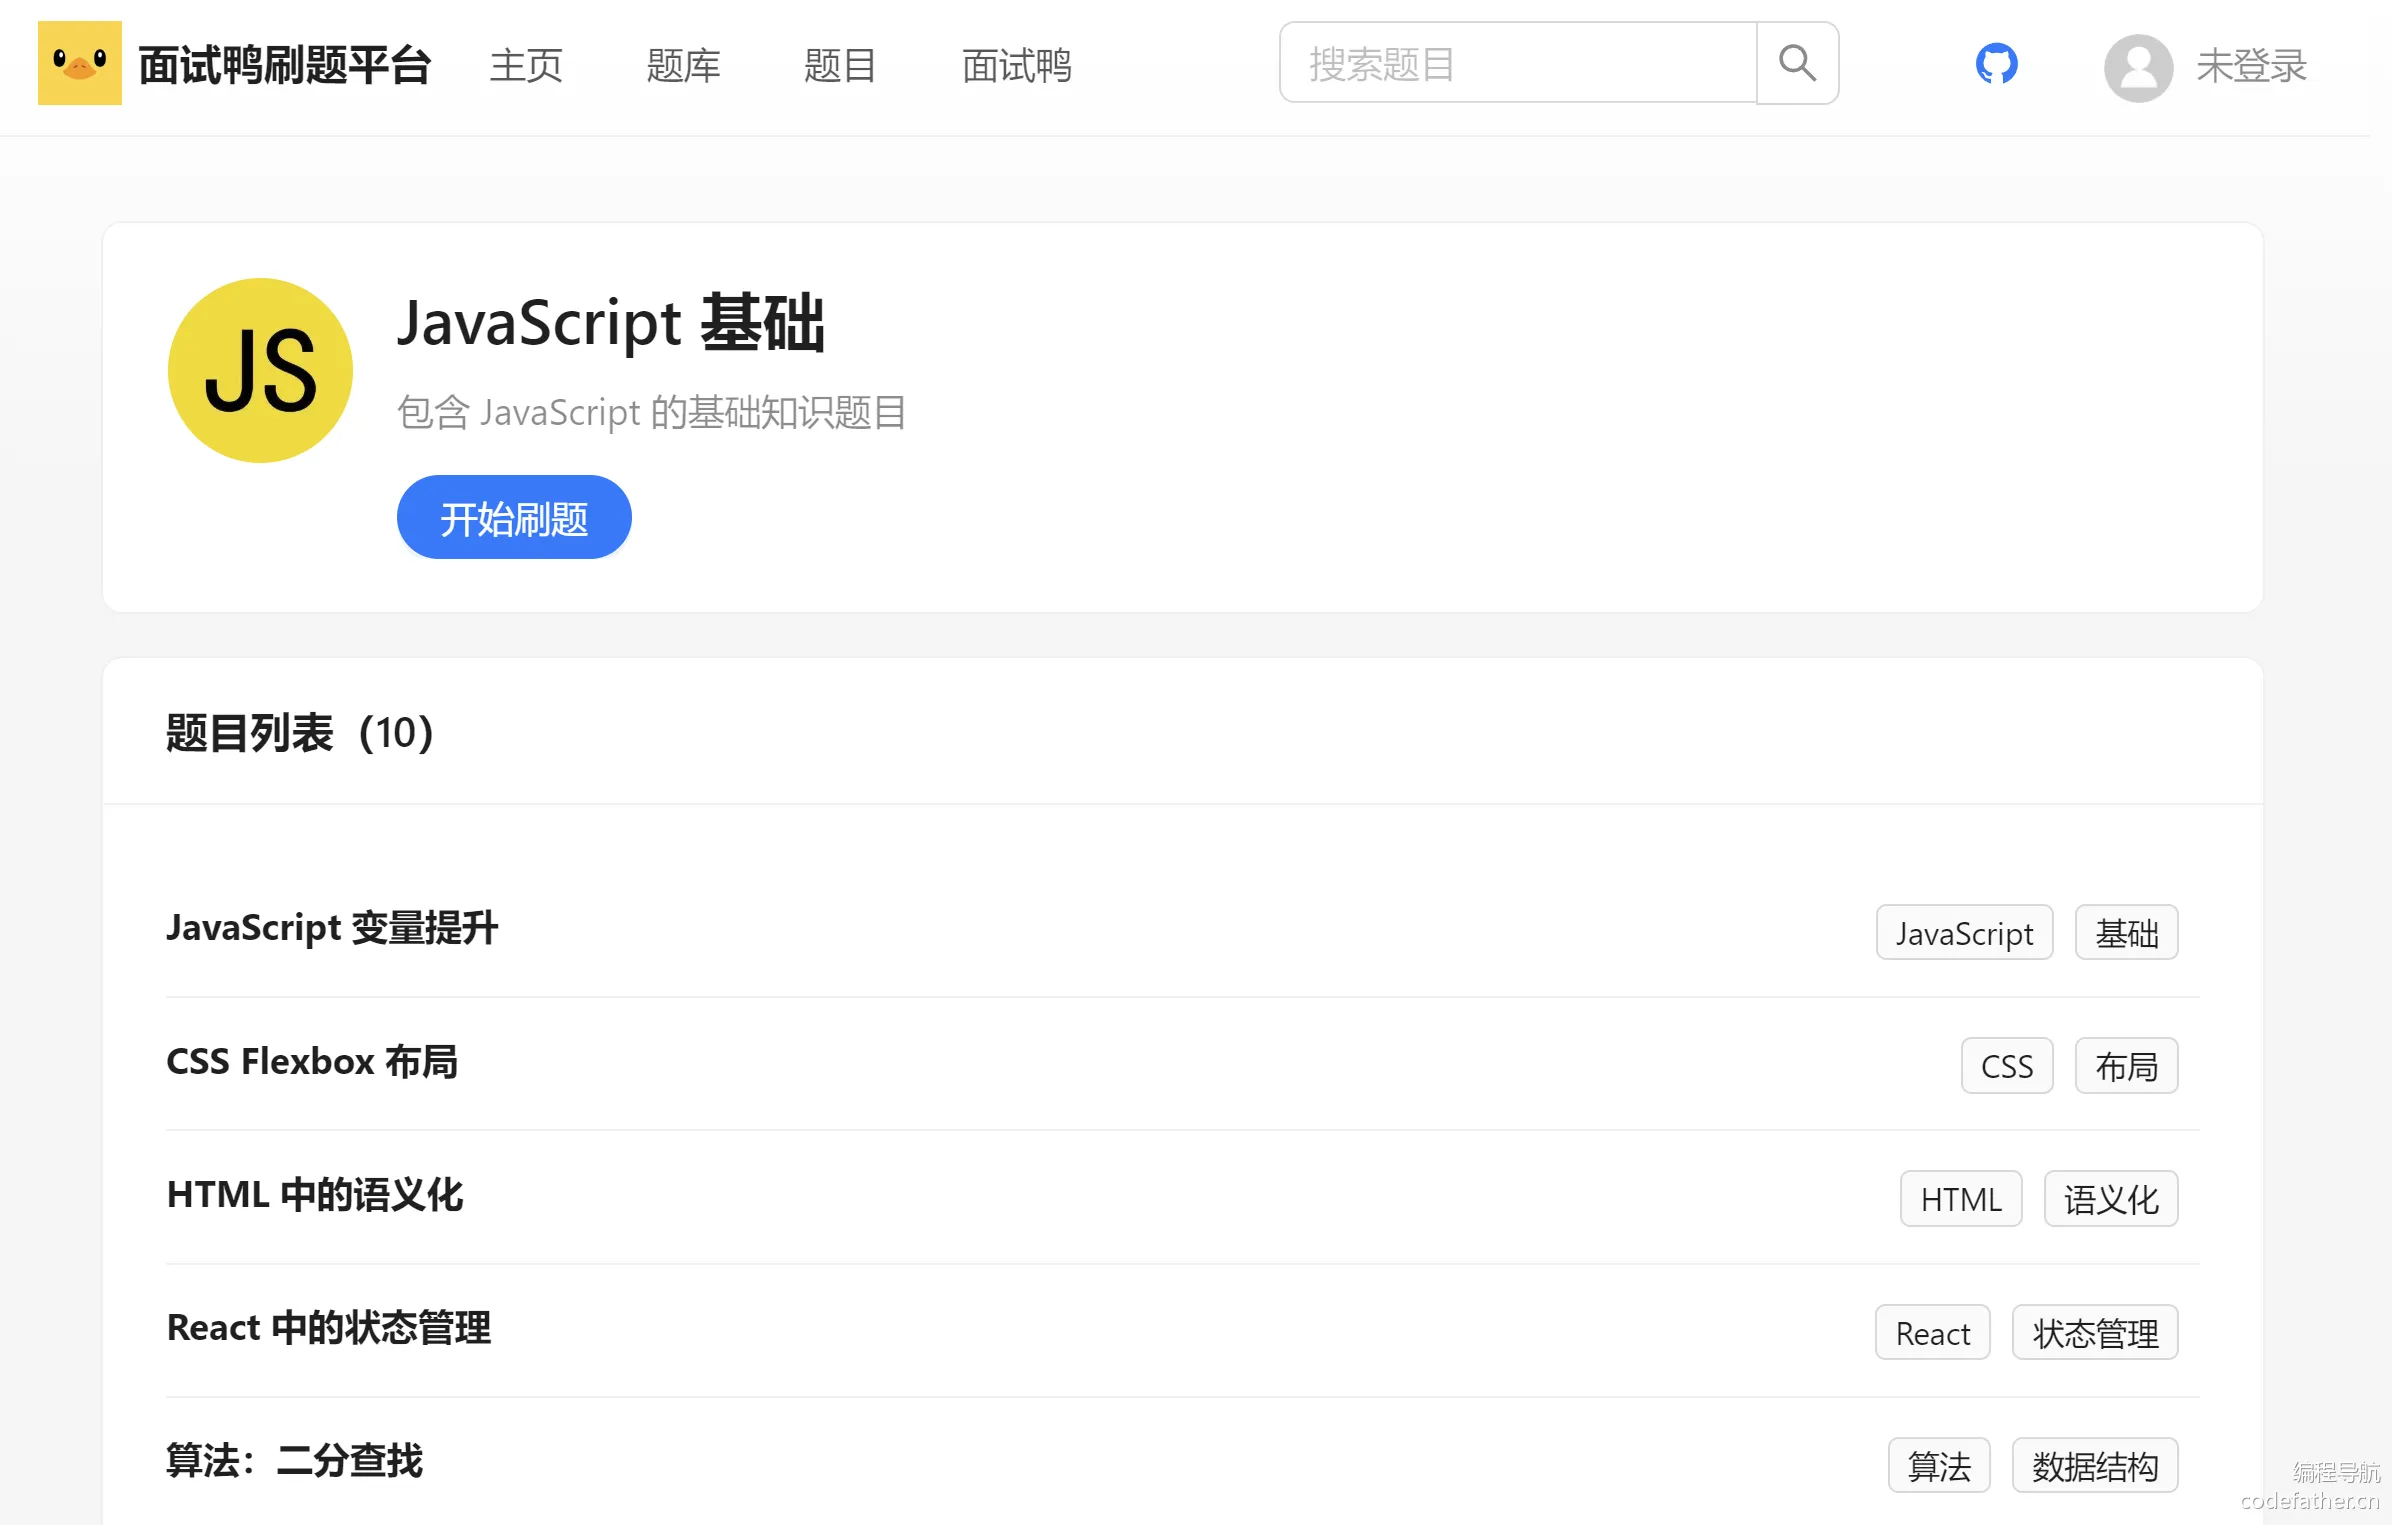 面试鸭刷题平台 主页 题库 题目 面试鸭 搜索题目 未登录
JS
JavaScript 基础
包含 JavaScript 的基础知识题目
开始刷题
题目列表（10）
JavaScript 变量提升 JavaScript 基础
CSS Flexbox 布局 CSS 布局
HTML 中的语义化 HTML 语义化
React 中的状态管理 React 状态管理
算法：二分查找 算法 数据结构
编程导航
codefather.cn